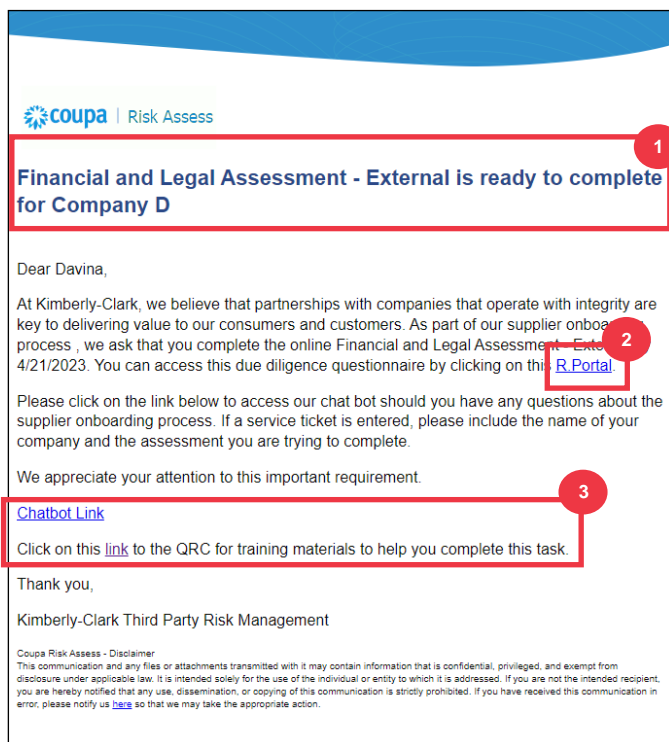 coupa | Risk Assess
1
Financial and Legal Assessment - External is ready to complete
for Company D
Dear Davina,
At Kimberly-Clark, we believe that partnerships with companies that operate with integrity are
key to delivering value to our consumers and customers. As part of our supplier
2
process , we ask that you complete the online Financial and Legal Assessment -
4/21/2023. You can access this due diligence questionnaire by clicking on this R.Portal.
Please click on the link below to access our chat bot should you have any questions about the
supplier onboarding process. If a service ticket is entered, please include the name of your
company and the assessment you are trying to complete.
We appreciate your attention to this important requirement.
3
Chatbot Link
Click on this link to the QRC for training materials to help you complete this task.
Thank you,
Kimberly-Clark Third Party Risk Management
Coupa Risk Assess - Disclaimer
This communication and any files or attachments transmitted with it may contain information that is confidential, privileged, and exempt from
disclosure under applicable law. It is intended solely for the use of the individual or entity to which it is addressed. If you are not the intended recipient,
you are hereby notified that any use, dissemination, or copying of this communication is strictly prohibited. If you have received this communication in
error, please notify us here so that we may take the appropriate action.